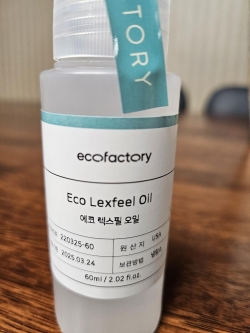 TORY
ecofactory
Eco Lexfeel Oil
에코 렉스필 오일
220325-60
원 산 지
USA
2025.03.24
보관방법
60ml / 2.02 fl.oz.